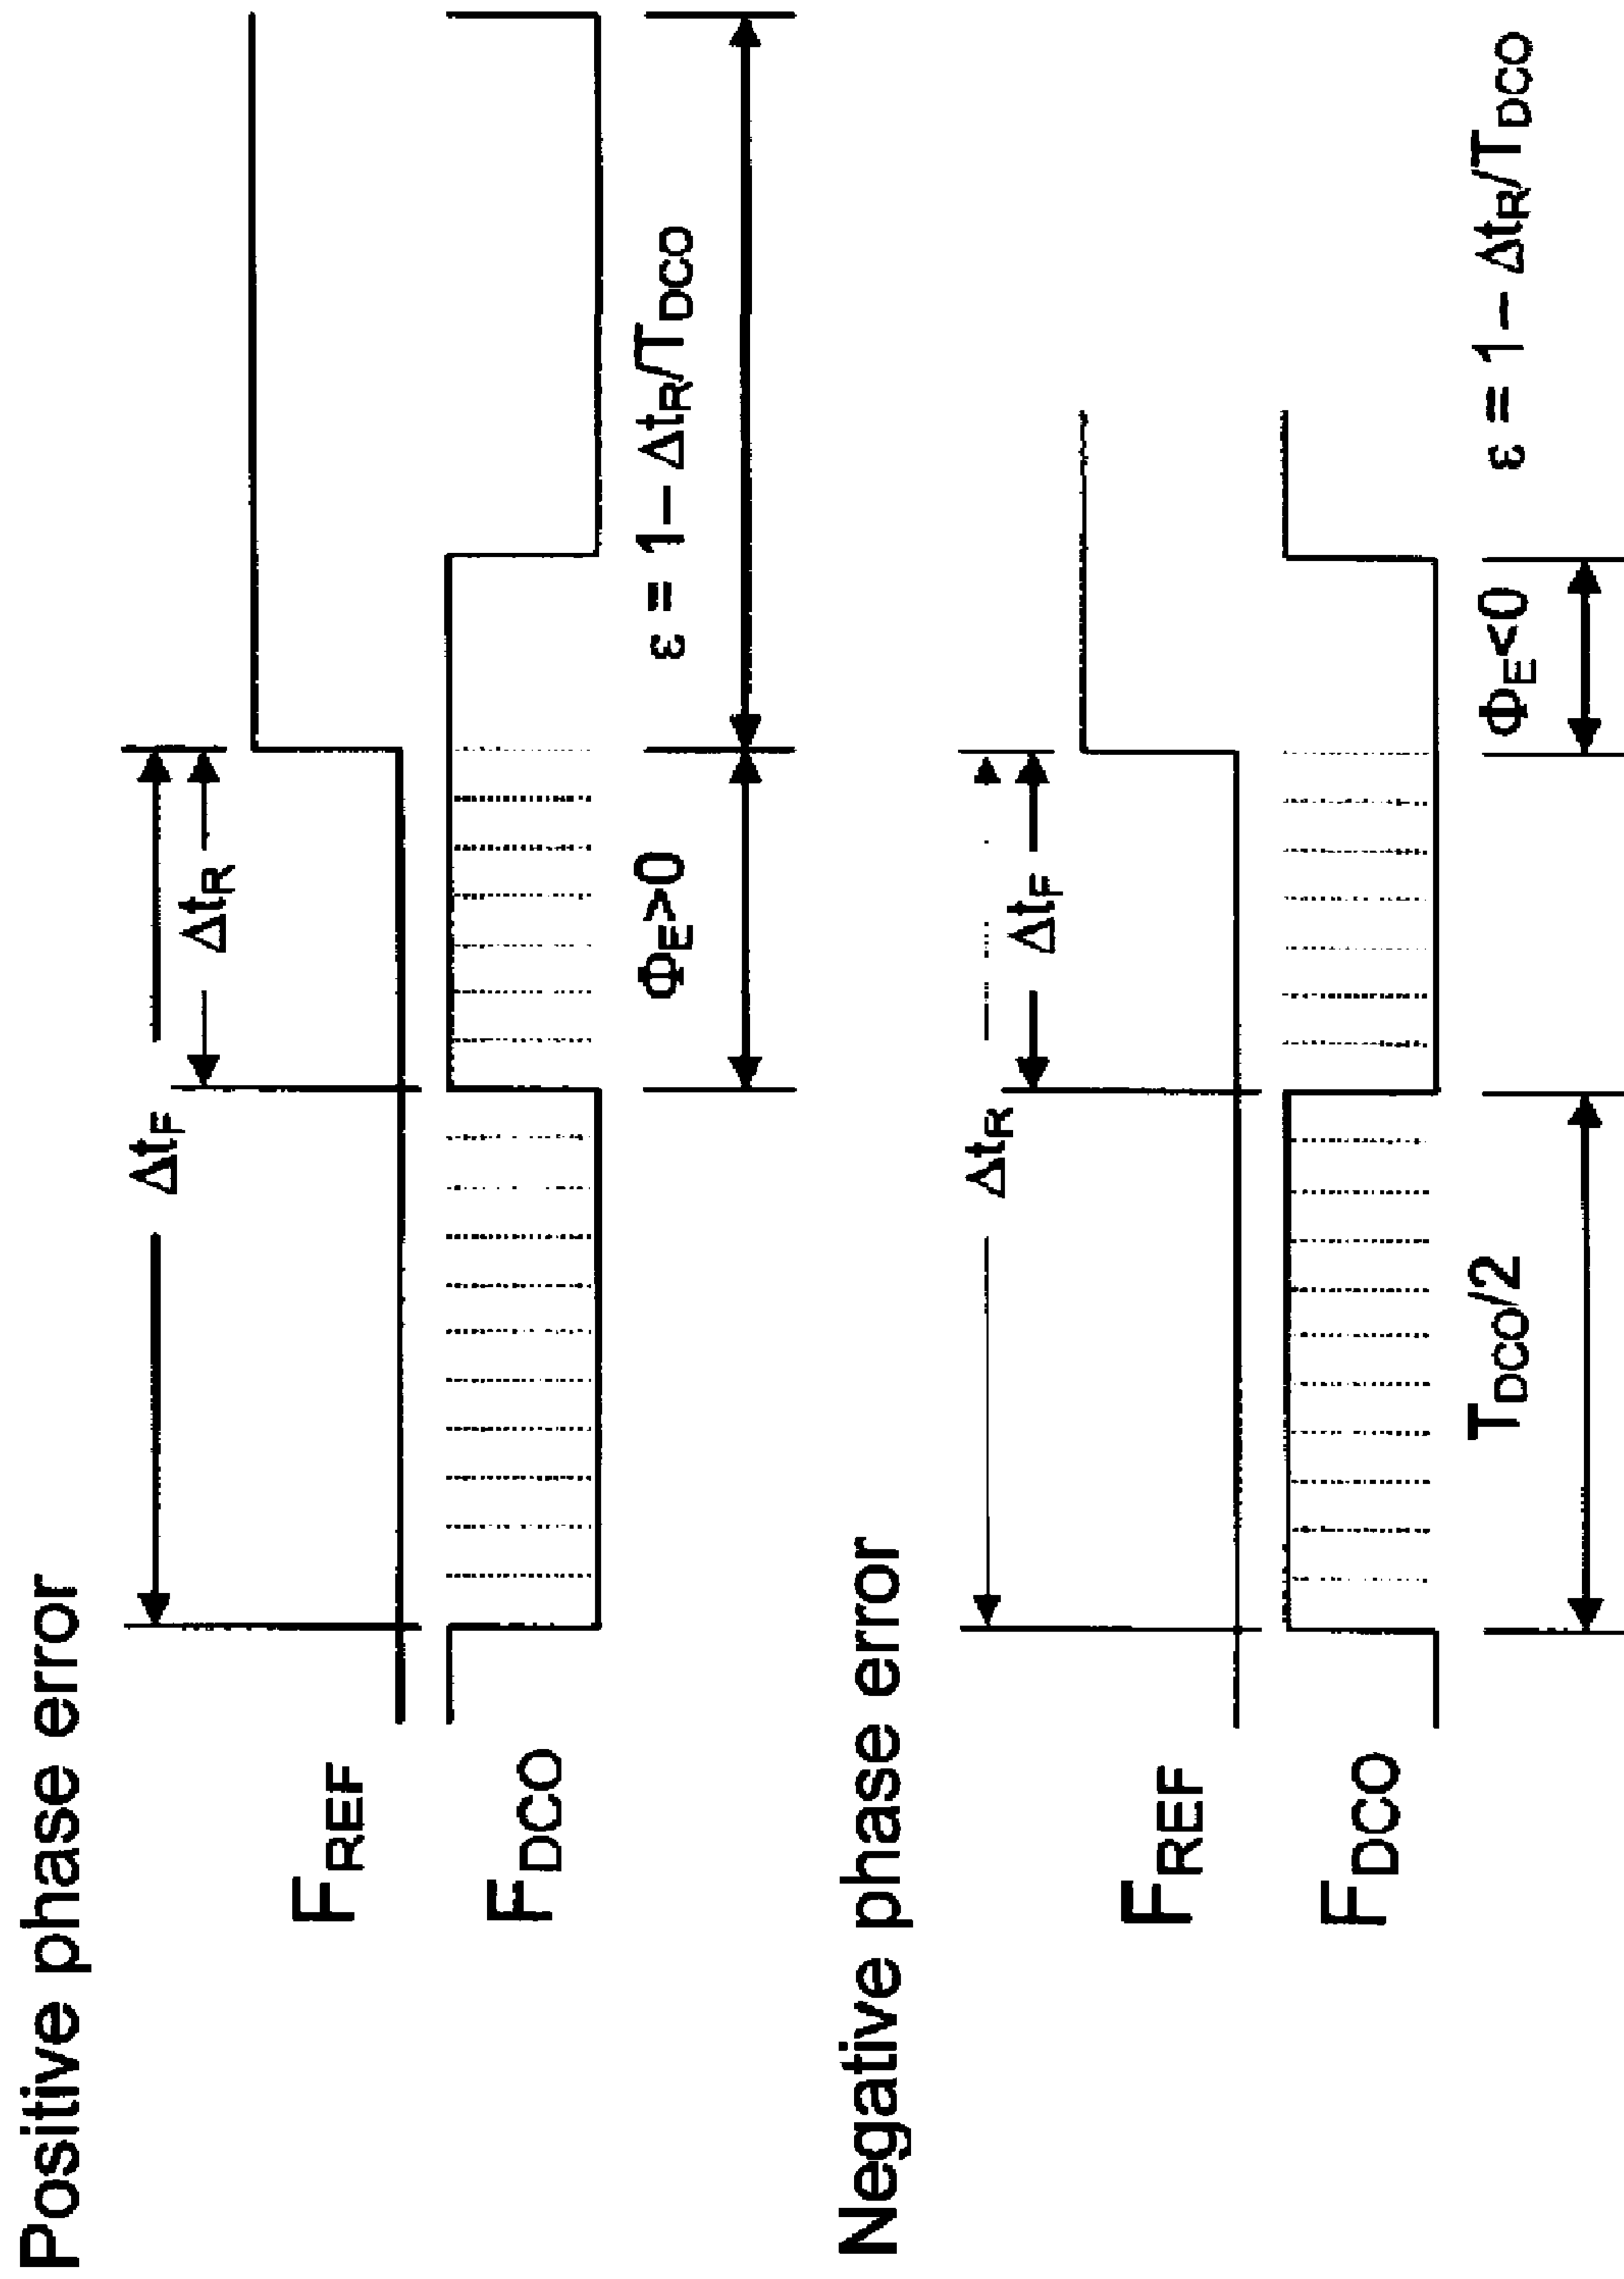 Positive phase error
Δt_F
Δt_R
F_REF
F_DCO
Φ_E>0
ε = 1− Δt_R/T_DCO
Negative phase error
Δt_R
Δt_F
F_REF
F_DCO
T_DCO/2
Φ_E<0
ε = 1− Δt_R/T_DCO